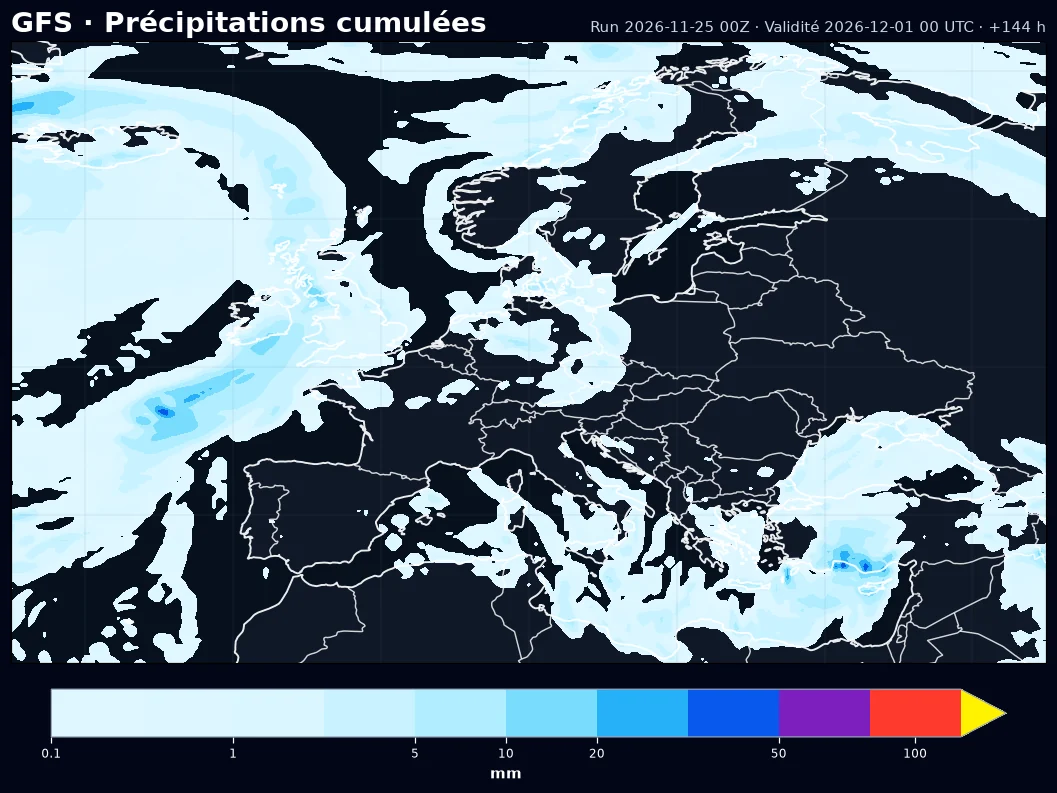 GFS · Précipitations cumulées
Run 2026-11-25 00Z · Validité 2026-12-01 00 UTC · +144 h
0.1 1 5 10 20 50 100
mm